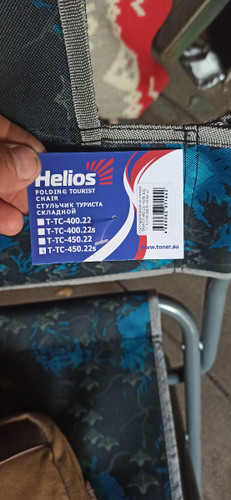 Helios
FOLDING TOURIST
CHAIR
СТУЛЬЧИК ТУРИСТА
СКЛАДНОЙ
T-TC-400.22
T-TC-400.22s
T-TC-450.22
T-TC-450.22s
www.tonar.su